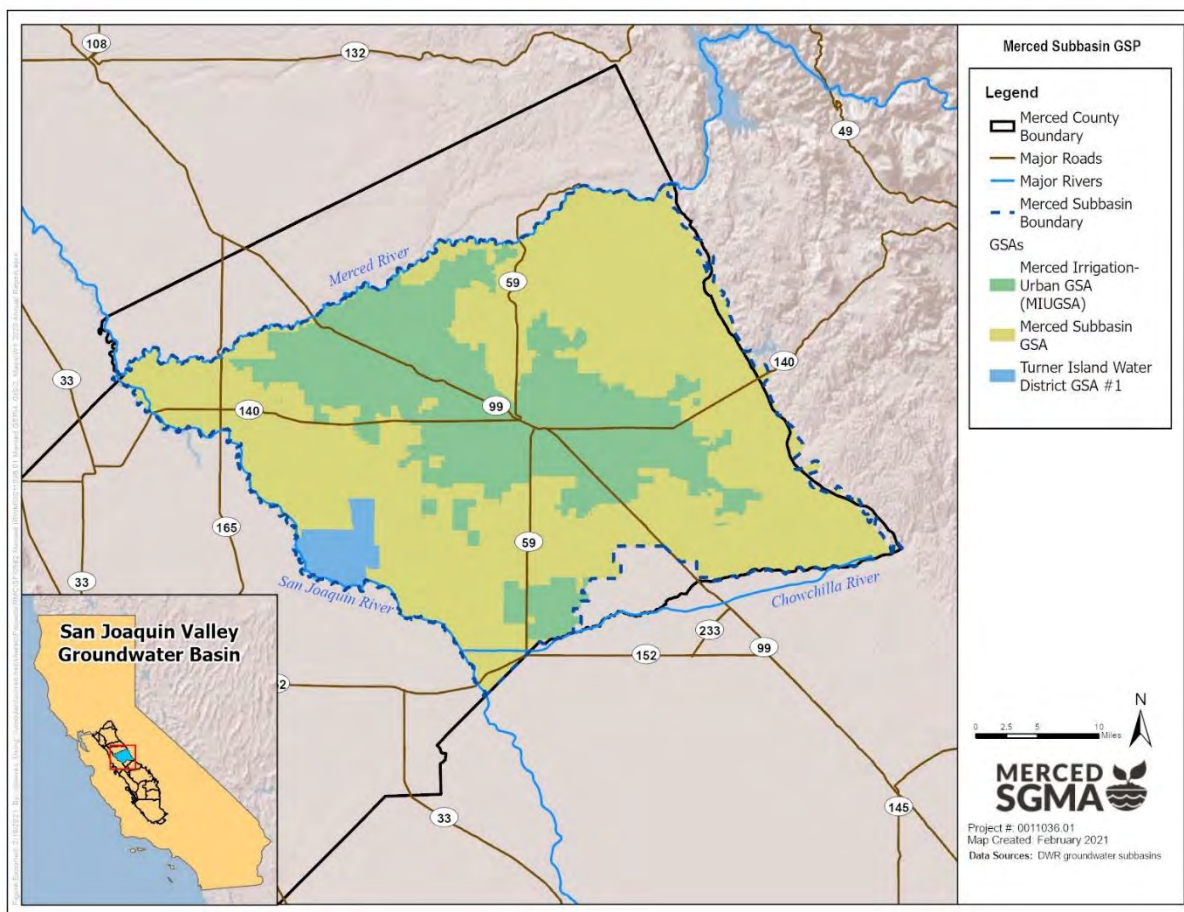 108
132
49
Merced River
59
140
33
99
140
165
59
San Joaquin River
Chowchilla River
33
233
152
99
33
145
San Joaquin Valley
Groundwater Basin
Merced Subbasin GSP
Legend
Merced County
Boundary
Major Roads
Major Rivers
Merced Subbasin
Boundary
GSAs
Merced Irrigation-
Urban GSA
(MIUGSA)
Merced Subbasin
GSA
Turner Island Water
District GSA #1
N
0 2.5 5 10
Miles
MERCED
SGMA
Project #: 0011036.01
Map Created: February 2021
Data Sources: DWR groundwater subbasins